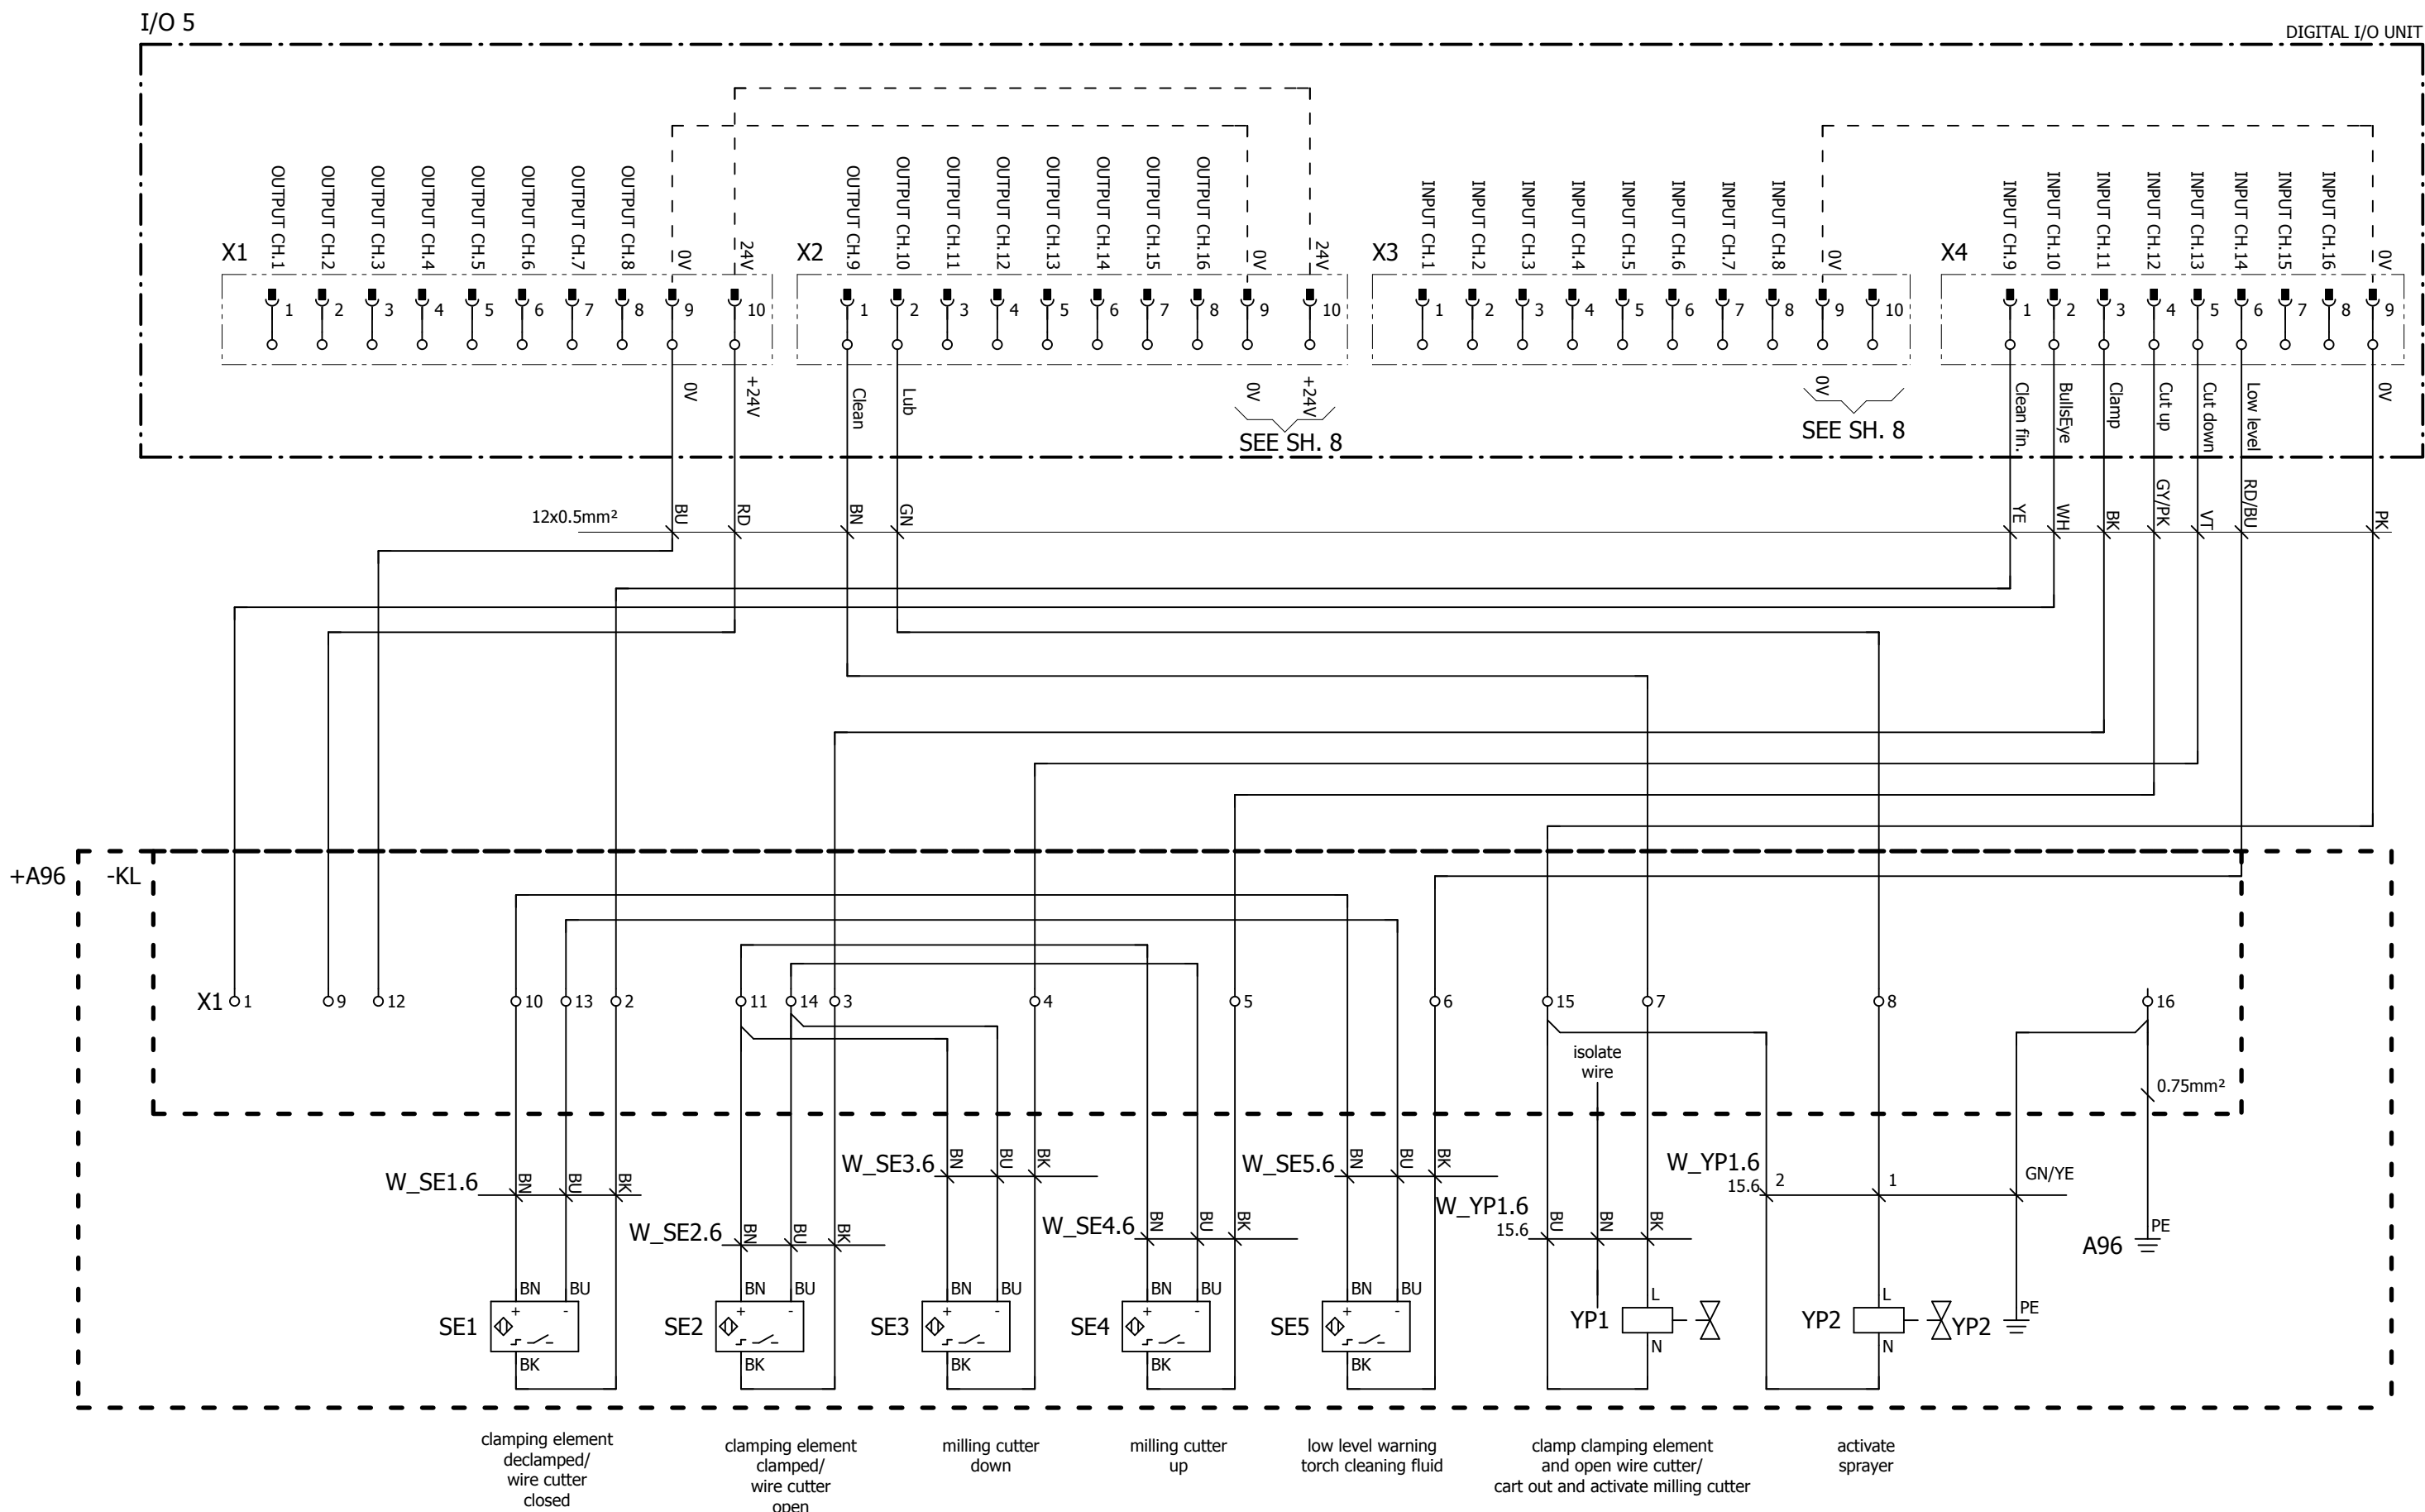 I/O 5
DIGITAL I/O UNIT
X1
OUTPUT CH.1
OUTPUT CH.2
OUTPUT CH.3
OUTPUT CH.4
OUTPUT CH.5
OUTPUT CH.6
OUTPUT CH.7
OUTPUT CH.8
0V
24V
X2
OUTPUT CH.9
OUTPUT CH.10
OUTPUT CH.11
OUTPUT CH.12
OUTPUT CH.13
OUTPUT CH.14
OUTPUT CH.15
OUTPUT CH.16
0V
24V
X3
INPUT CH.1
INPUT CH.2
INPUT CH.3
INPUT CH.4
INPUT CH.5
INPUT CH.6
INPUT CH.7
INPUT CH.8
0V
X4
INPUT CH.9
INPUT CH.10
INPUT CH.11
INPUT CH.12
INPUT CH.13
INPUT CH.14
INPUT CH.15
INPUT CH.16
0V
1 2 3 4 5 6 7 8 9 10
1 2 3 4 5 6 7 8 9 10
1 2 3 4 5 6 7 8 9 10
1 2 3 4 5 6 7 8 9
0V
+24V
Clean
Lub
0V
+24V
SEE SH. 8
0V
SEE SH. 8
Clean fin.
BullsEye
Clamp
Cut up
Cut down
Low level
0V
12x0.5mm²
BU
RD
BN
GN
YE
WH
BK
GY/PK
VT
RD/BU
PK
+A96
-KL
X1 1 9 12 10 13 2 11 14 3 4 5 6 15 7 8 16
isolate
wire
0.75mm²
W_SE1.6
BN
BU
BK
W_SE2.6
BN
BU
BK
W_SE3.6
BN
BU
BK
W_SE4.6
BN
BU
BK
W_SE5.6
BN
BU
BK
W_YP1.6
15.6
BU
BN
BK
W_YP1.6
15.6
2
1
GN/YE
PE
A96
SE1
BN
BU
+ -
BK
SE2
BN
BU
+ -
BK
SE3
BN
BU
+ -
BK
SE4
BN
BU
+ -
BK
SE5
BN
BU
+ -
BK
YP1
L
N
YP2
L
N
YP2
PE
clamping element
declamped/
wire cutter
closed
clamping element
clamped/
wire cutter
open
milling cutter
down
milling cutter
up
low level warning
torch cleaning fluid
clamp clamping element
and open wire cutter/
cart out and activate milling cutter
activate
sprayer